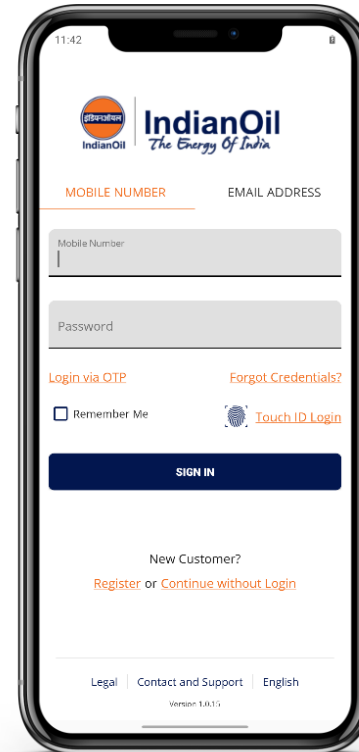 11:42
इंडियनऑयल
IndianOil
IndianOil
The Energy Of India
MOBILE NUMBER EMAIL ADDRESS
Mobile Number
Password
Login via OTP Forgot Credentials?
Remember Me Touch ID Login
SIGN IN
New Customer?
Register or Continue without Login
Legal Contact and Support English
Version 1.0.15